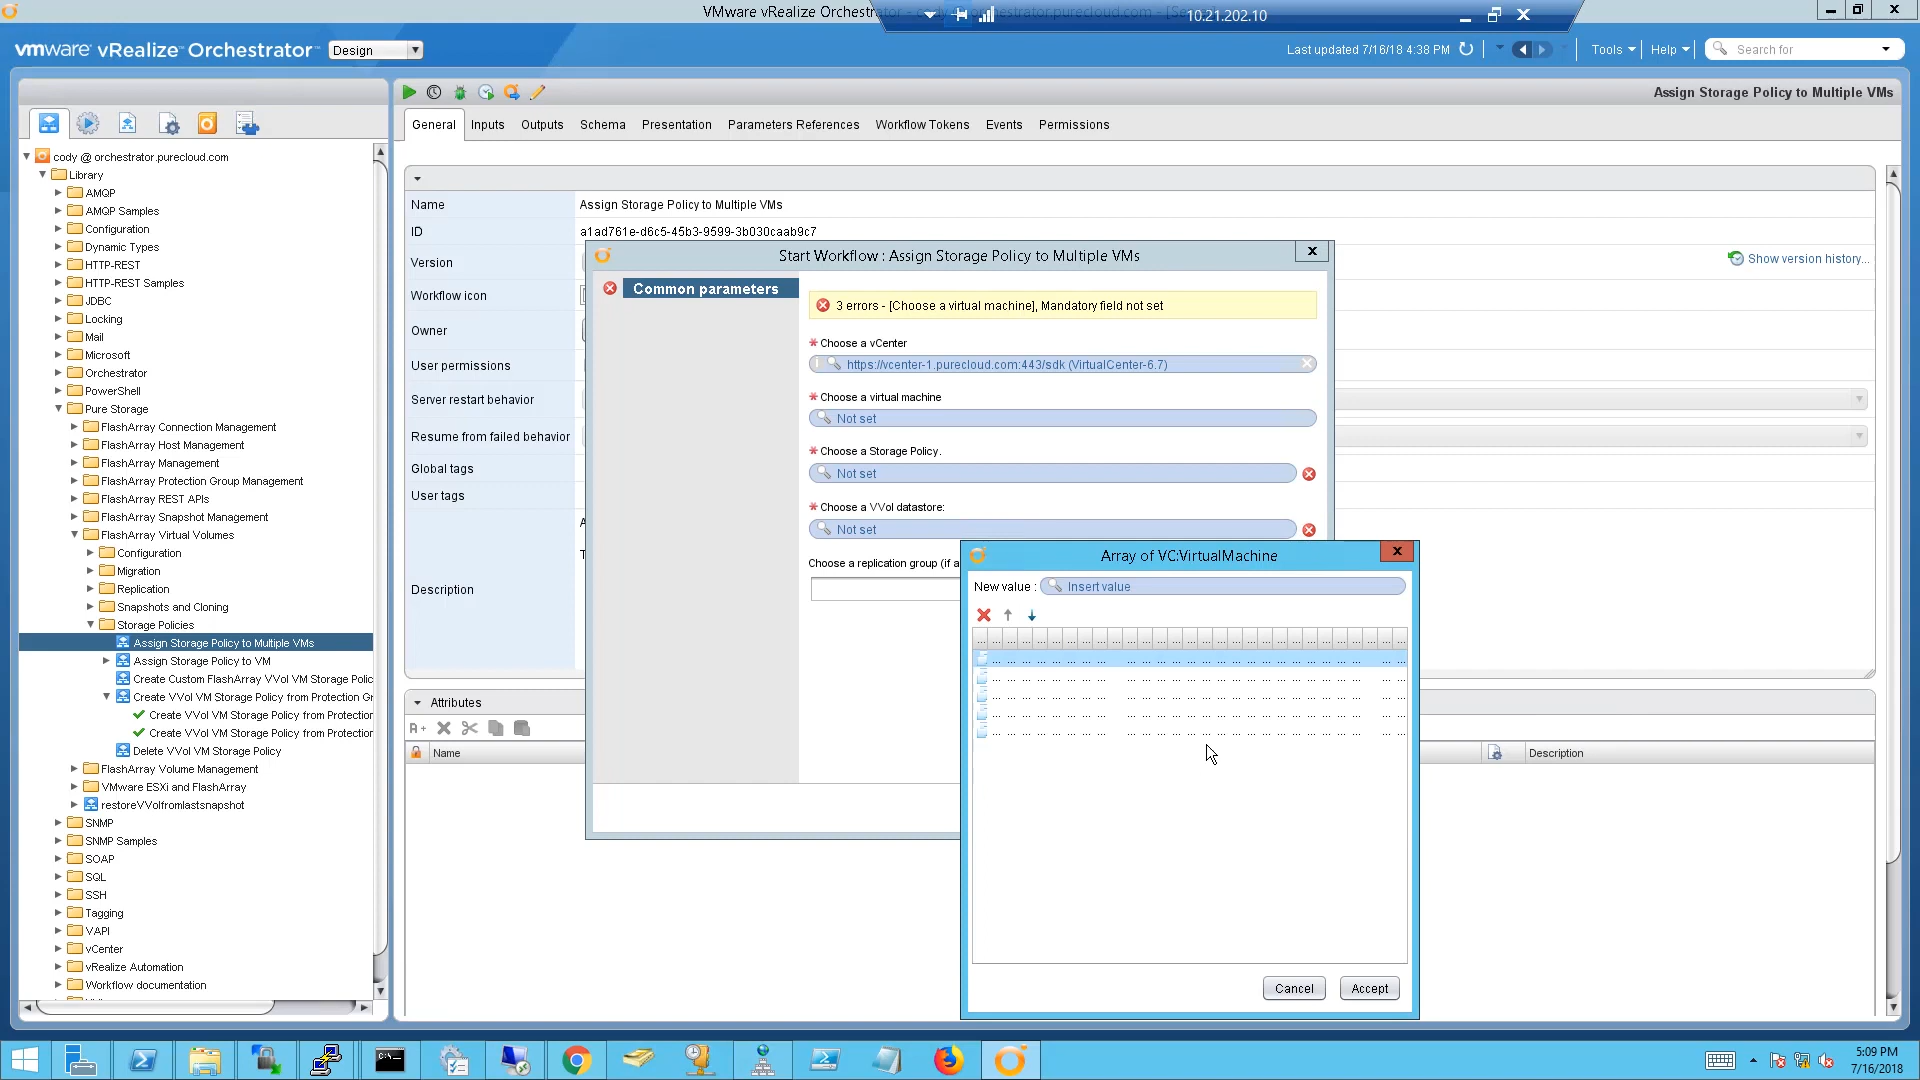 VMware vRealize Orchestrator - cody @ orchestrator.purecloud.com - [Se
10.21.202.10
vmware vRealize Orchestrator
Design
Last updated 7/16/18 4:38 PM
Tools
Help
Search for
Assign Storage Policy to Multiple VMs
General
Inputs
Outputs
Schema
Presentation
Parameters References
Workflow Tokens
Events
Permissions
cody @ orchestrator.purecloud.com
Library
AMQP
AMQP Samples
Configuration
Dynamic Types
HTTP-REST
HTTP-REST Samples
JDBC
Locking
Mail
Microsoft
Orchestrator
PowerShell
Pure Storage
FlashArray Connection Management
FlashArray Host Management
FlashArray Management
FlashArray Protection Group Management
FlashArray REST APIs
FlashArray Snapshot Management
FlashArray Virtual Volumes
Configuration
Migration
Replication
Snapshots and Cloning
Storage Policies
Assign Storage Policy to Multiple VMs
Assign Storage Policy to VM
Create Custom FlashArray VVol VM Storage Polic
Create VVol VM Storage Policy from Protection Gr
Create VVol VM Storage Policy from Protection
Create VVol VM Storage Policy from Protection
Delete VVol VM Storage Policy
FlashArray Volume Management
VMware ESXi and FlashArray
restoreVVolfromlastsnapshot
SNMP
SNMP Samples
SOAP
SQL
SSH
Tagging
VAPI
vCenter
vRealize Automation
Workflow documentation
Name
Assign Storage Policy to Multiple VMs
ID
a1ad761e-d6c5-45b3-9599-3b030caab9c7
Version
Show version history...
Workflow icon
Owner
User permissions
Server restart behavior
Resume from failed behavior
Global tags
User tags
Description
A
T
Attributes
Name
Description
Start Workflow : Assign Storage Policy to Multiple VMs
Common parameters
3 errors - [Choose a virtual machine], Mandatory field not set
*Choose a vCenter
https://vcenter-1.purecloud.com:443/sdk (VirtualCenter-6.7)
*Choose a virtual machine
Not set
*Choose a Storage Policy.
Not set
*Choose a VVol datastore:
Not set
Choose a replication group (if a
Array of VC:VirtualMachine
New value :
Insert value
Cancel
Accept
5:09 PM
7/16/2018